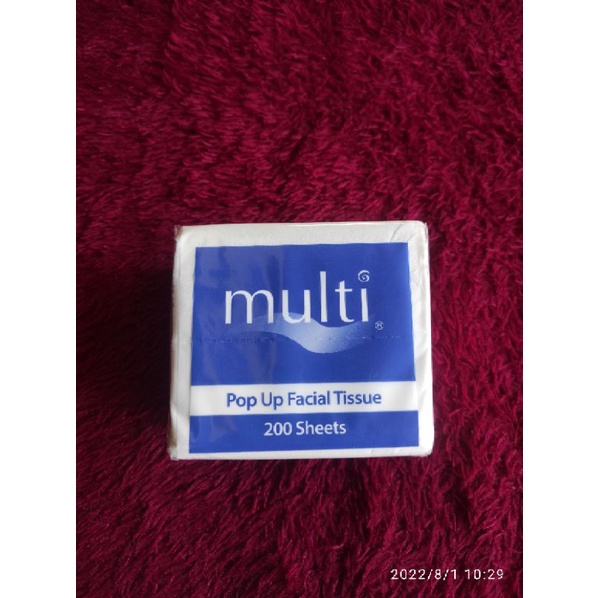 multi
®
Pop Up Facial Tissue
200 Sheets
2022/8/1 10:29